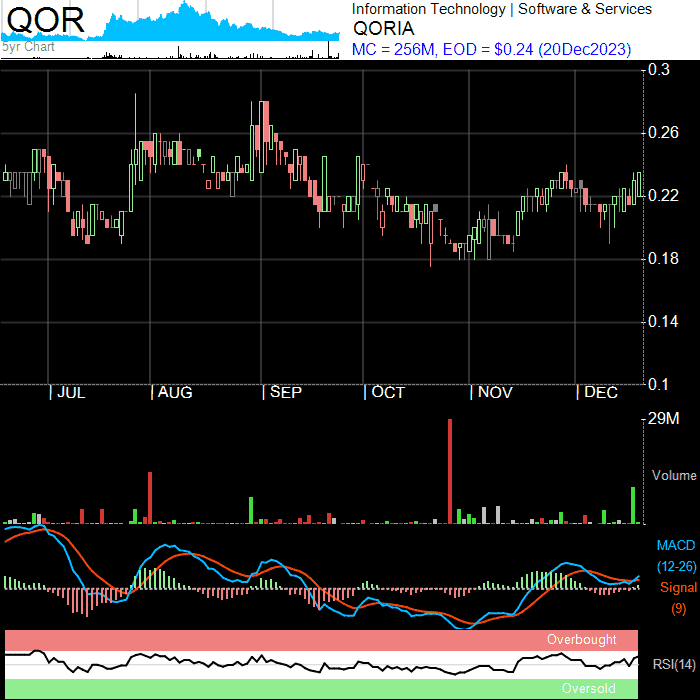 QOR
5yr Chart
Information Technology | Software & Services
QORIA
MC = 256M, EOD = $0.24 (20Dec2023)
0.3
0.26
0.22
0.18
0.14
0.1
| JUL | AUG | SEP | OCT | NOV | DEC
29M
Volume
MACD
(12-26)
Signal
(9)
Overbought
RSI(14)
Oversold